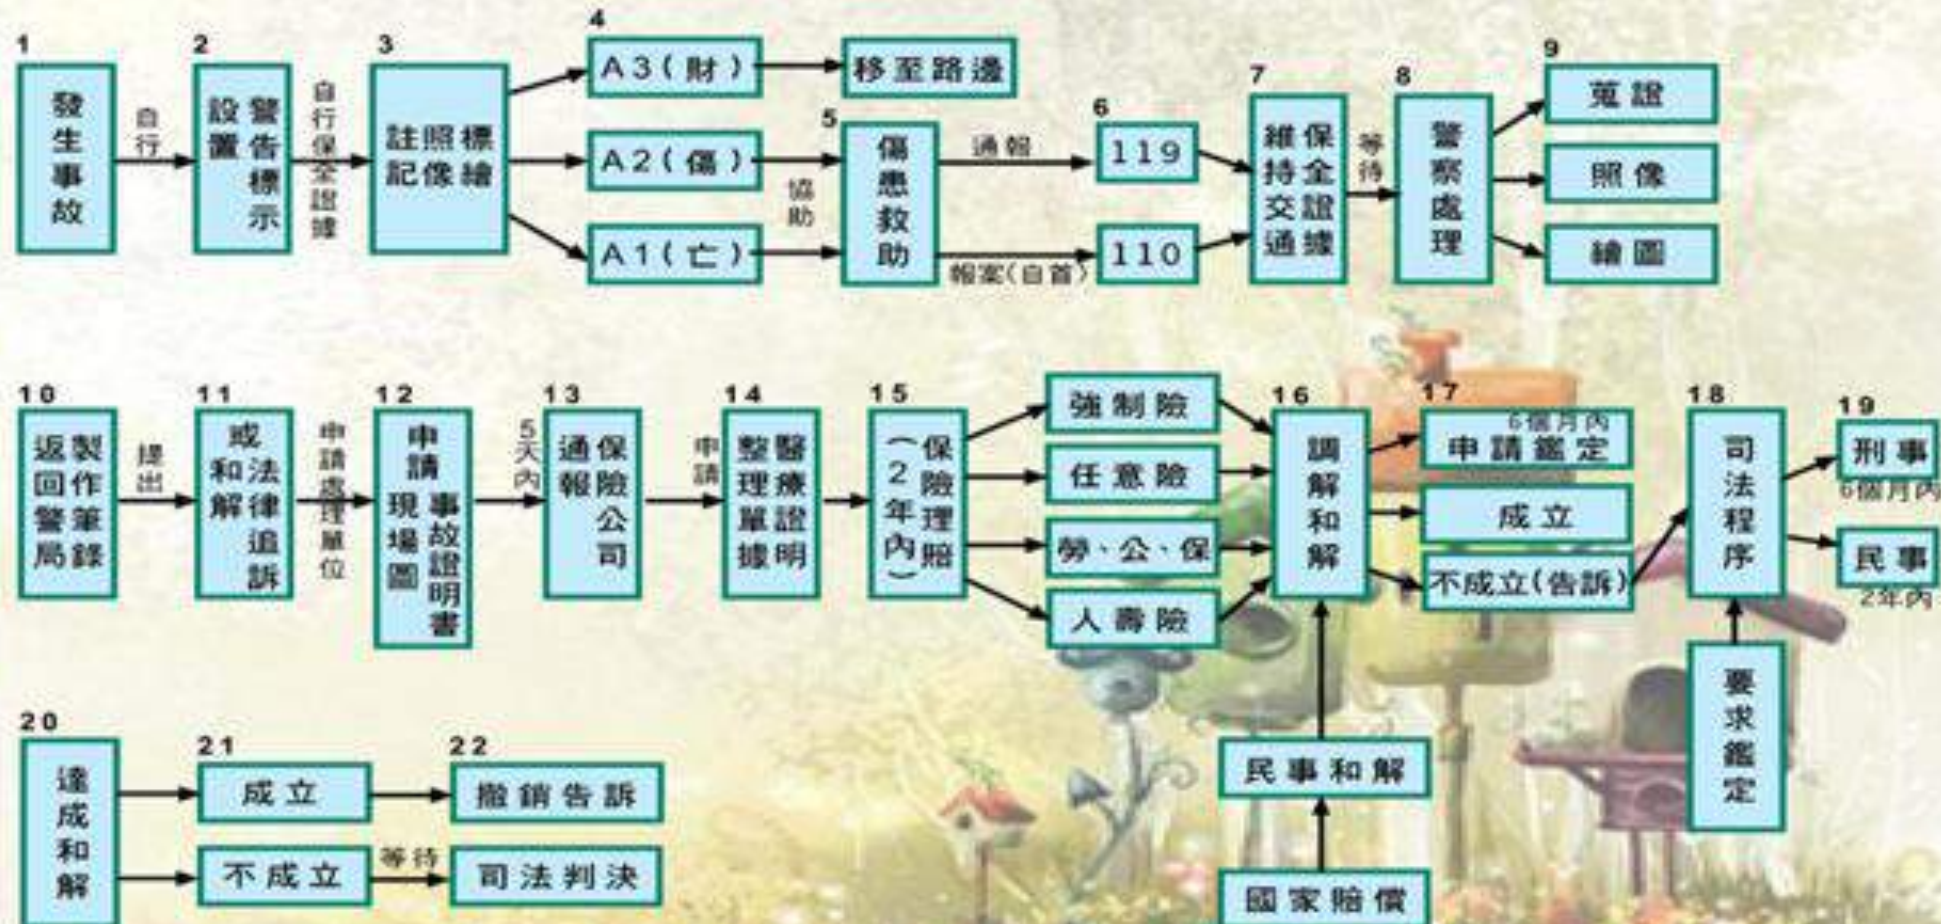 1
發生事故
自行
2
設置
警告標示
自行保全證據
3
註記
照像
標繪
4
A3(財)
移至路邊
A2(傷)
A1(亡)
協助
5
傷患救助
通報
報案(自首)
6
119
110
7
維持交通
保全證據
等待
8
警察處理
9
蒐證
照像
繪圖
10
返回警局
製作筆錄
提出
11
或和解
法律追訴
申請處理單位
12
申請
現場圖
事故證明書
5天內
13
通報
保險公司
申請
14
整理單據
醫療證明
15
(2年內)
保險理賠
強制險
任意險
勞、公、保
人壽險
16
調解和解
17
6個月內
申請鑑定
成立
不成立(告訴)
18
司法程序
19
刑事
6個月內
民事
2年內
要求鑑定
民事和解
國家賠償
20
達成和解
21
成立
不成立
等待
22
撤銷告訴
司法判決